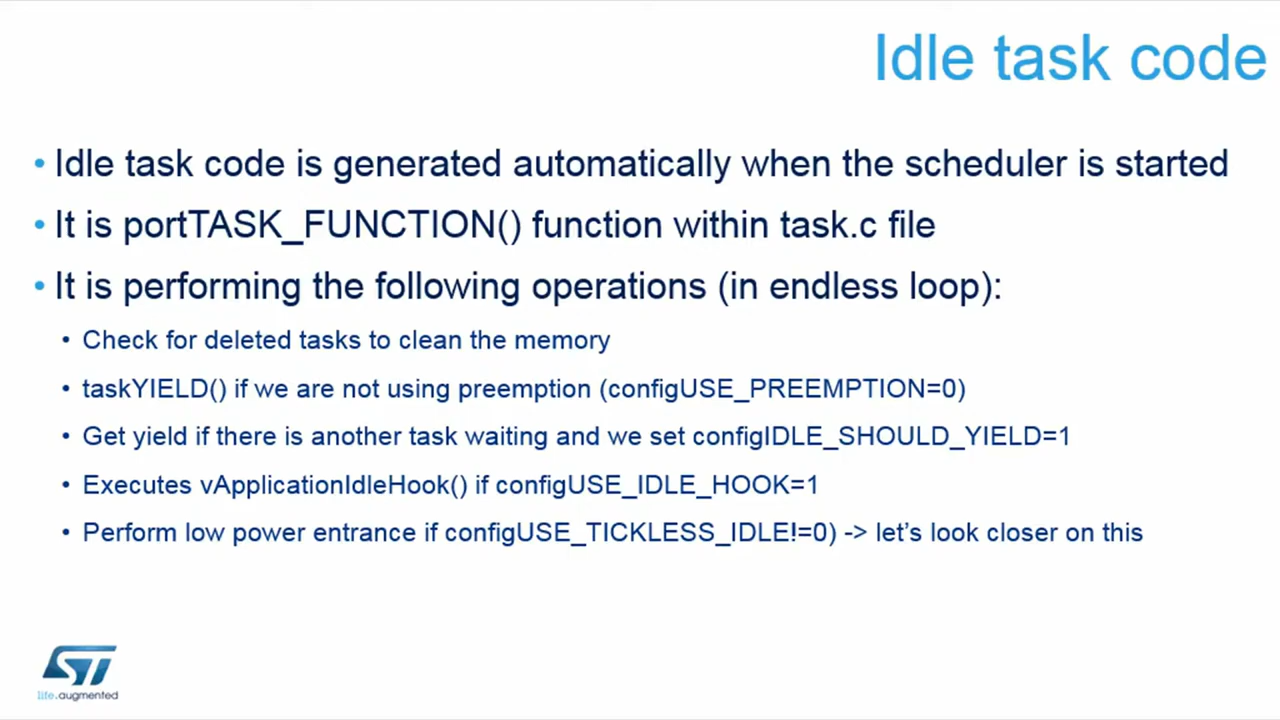 Idle task code
• Idle task code is generated automatically when the scheduler is started
• It is portTASK_FUNCTION() function within task.c file
• It is performing the following operations (in endless loop):
• Check for deleted tasks to clean the memory
• taskYIELD() if we are not using preemption (configUSE_PREEMPTION=0)
• Get yield if there is another task waiting and we set configIDLE_SHOULD_YIELD=1
• Executes vApplicationIdleHook() if configUSE_IDLE_HOOK=1
• Perform low power entrance if configUSE_TICKLESS_IDLE!=0) -> let's look closer on this
ST
life.augmented